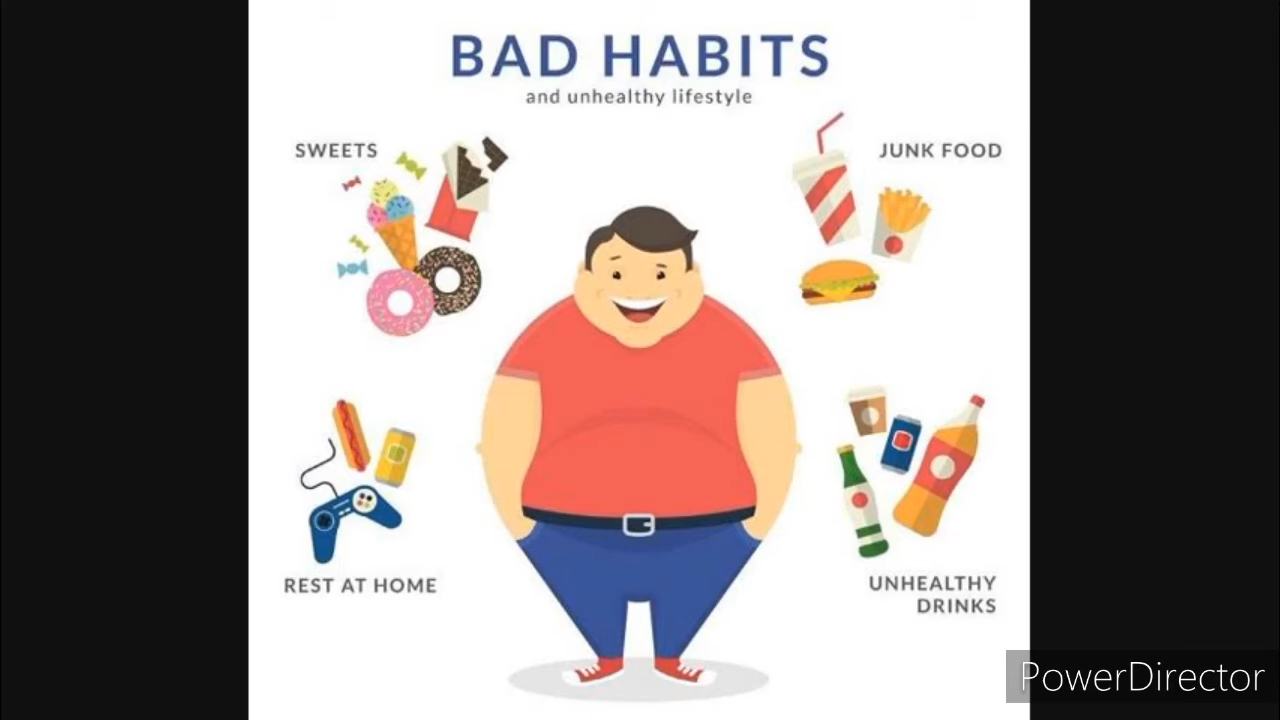 BAD HABITS
and unhealthy lifestyle
SWEETS
JUNK FOOD
REST AT HOME
UNHEALTHY
DRINKS
PowerDirector